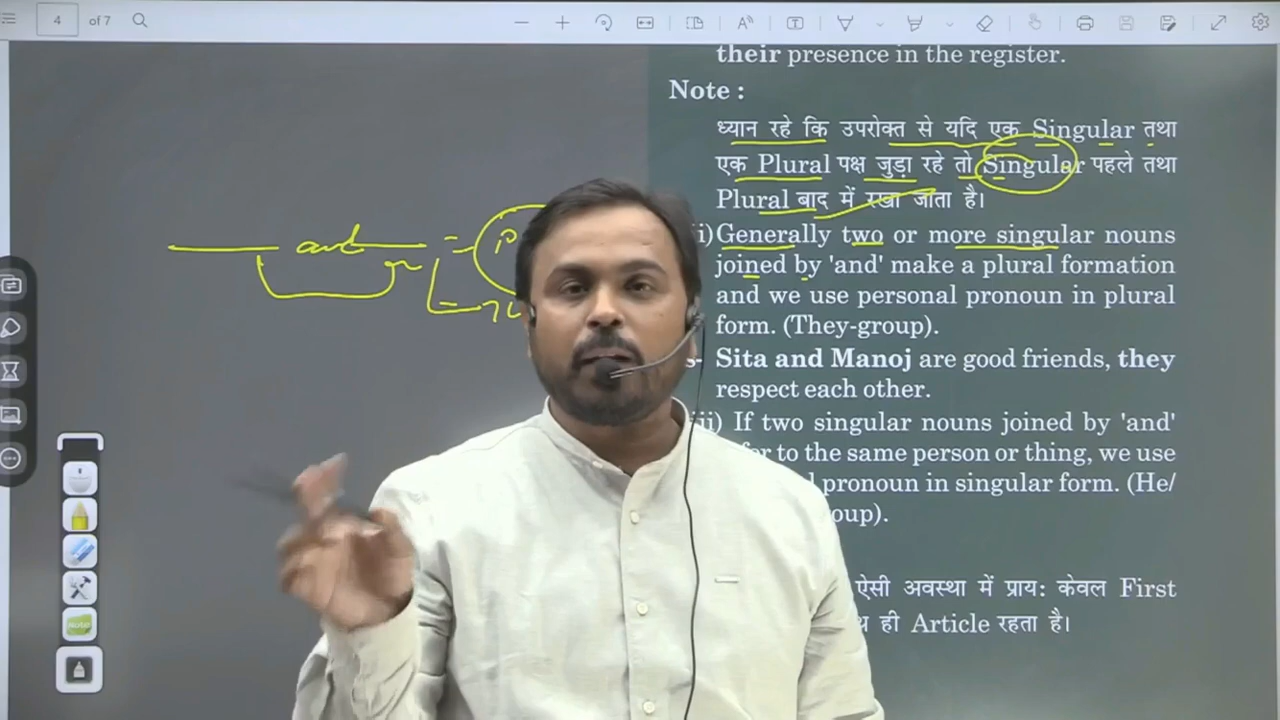 4 of 7
their presence in the register.
Note :
ध्यान रहे कि उपरोक्त से यदि एक Singular तथा
एक Plural पक्ष जुड़ा रहे तो Singular पहले तथा
Plural बाद में रखा जाता है।
i) Generally two or more singular nouns
joined by 'and' make a plural formation
and we use personal pronoun in plural
form. (They-group).
Sita and Manoj are good friends, they
respect each other.
ii) If two singular nouns joined by 'and'
to the same person or thing, we use
pronoun in singular form. (He/
ऐसी अवस्था में प्राय: केवल First
ही Article रहता है।
and